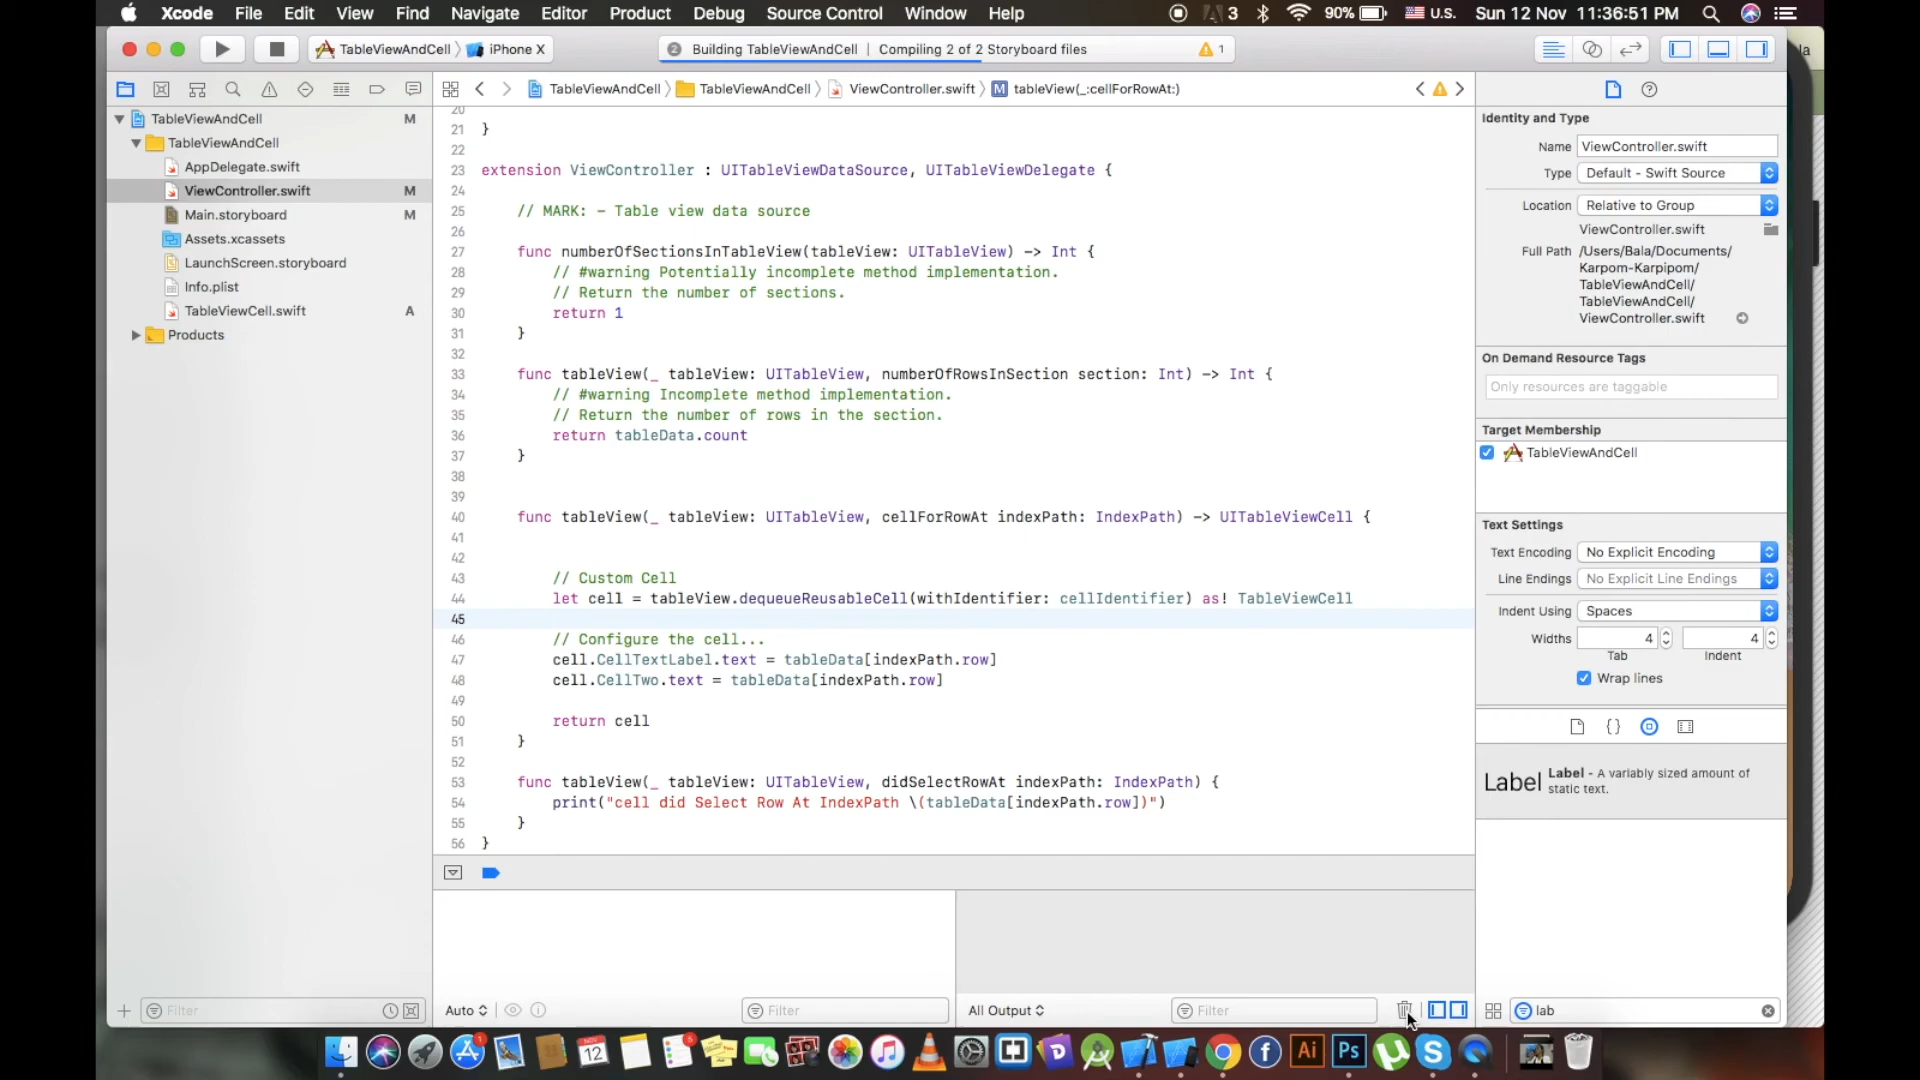 Xcode File Edit View Find Navigate Editor Product Debug Source Control Window Help 3 90% U.S. Sun 12 Nov 11:36:51 PM
TableViewAndCell iPhone X 2 Building TableViewAndCell | Compiling 2 of 2 Storyboard files 1
TableViewAndCell TableViewAndCell ViewController.swift M tableView(_:cellForRowAt:)
TableViewAndCell M
TableViewAndCell
AppDelegate.swift
ViewController.swift M
Main.storyboard M
Assets.xcassets
LaunchScreen.storyboard
Info.plist
TableViewCell.swift A
Products
Filter
20
21 }
22
23 extension ViewController : UITableViewDataSource, UITableViewDelegate {
24
25 // MARK: - Table view data source
26
27 func numberOfSectionsInTableView(tableView: UITableView) -> Int {
28 // #warning Potentially incomplete method implementation.
29 // Return the number of sections.
30 return 1
31 }
32
33 func tableView(_ tableView: UITableView, numberOfRowsInSection section: Int) -> Int {
34 // #warning Incomplete method implementation.
35 // Return the number of rows in the section.
36 return tableData.count
37 }
38
39
40 func tableView(_ tableView: UITableView, cellForRowAt indexPath: IndexPath) -> UITableViewCell {
41
42
43 // Custom Cell
44 let cell = tableView.dequeueReusableCell(withIdentifier: cellIdentifier) as! TableViewCell
45
46 // Configure the cell...
47 cell.CellTextLabel.text = tableData[indexPath.row]
48 cell.CellTwo.text = tableData[indexPath.row]
49
50 return cell
51 }
52
53 func tableView(_ tableView: UITableView, didSelectRowAt indexPath: IndexPath) {
54 print("cell did Select Row At IndexPath \(tableData[indexPath.row])")
55 }
56 }
Auto Filter All Output Filter
Identity and Type
Name ViewController.swift
Type Default - Swift Source
Location Relative to Group
ViewController.swift
Full Path /Users/Bala/Documents/
Karpom-Karpipom/
TableViewAndCell/
TableViewAndCell/
ViewController.swift
On Demand Resource Tags
Only resources are taggable
Target Membership
TableViewAndCell
Text Settings
Text Encoding No Explicit Encoding
Line Endings No Explicit Line Endings
Indent Using Spaces
Widths 4 4
Tab Indent
Wrap lines
{}
Label Label - A variably sized amount of
static text.
lab
la
NOV 12 Ai Ps